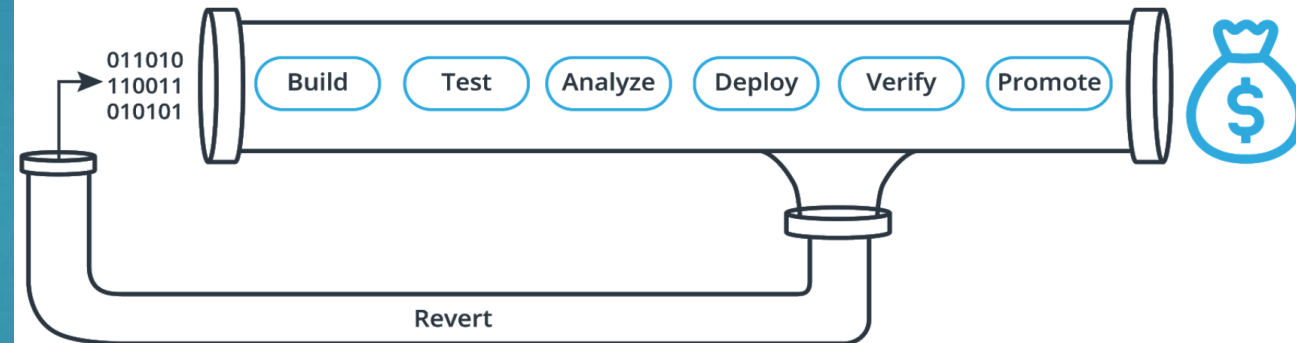 011010
110011
010101
Build
Test
Analyze
Deploy
Verify
Promote
$
Revert